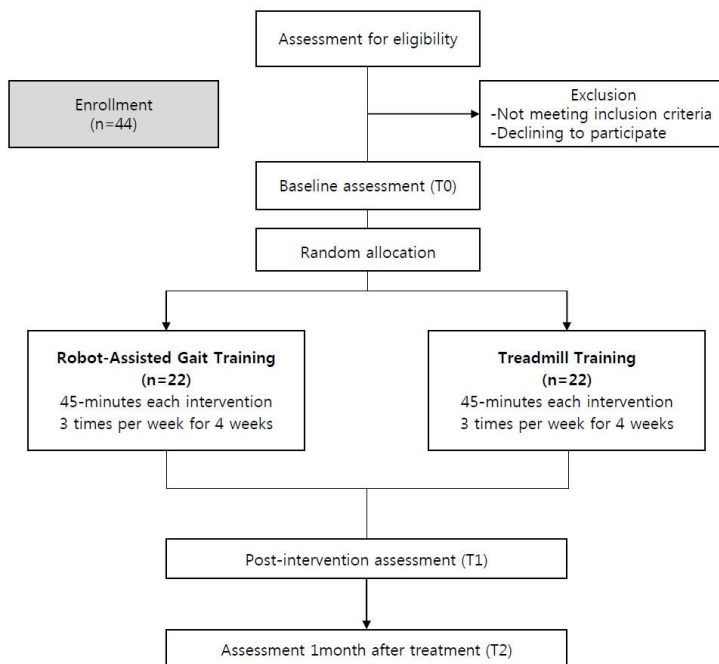 Assessment for eligibility
Enrollment
(n=44)
Exclusion
-Not meeting inclusion criteria
-Declining to participate
Baseline assessment (T0)
Random allocation
Robot-Assisted Gait Training
(n=22)
45-minutes each intervention
3 times per week for 4 weeks
Treadmill Training
(n=22)
45-minutes each intervention
3 times per week for 4 weeks
Post-intervention assessment (T1)
Assessment 1month after treatment (T2)